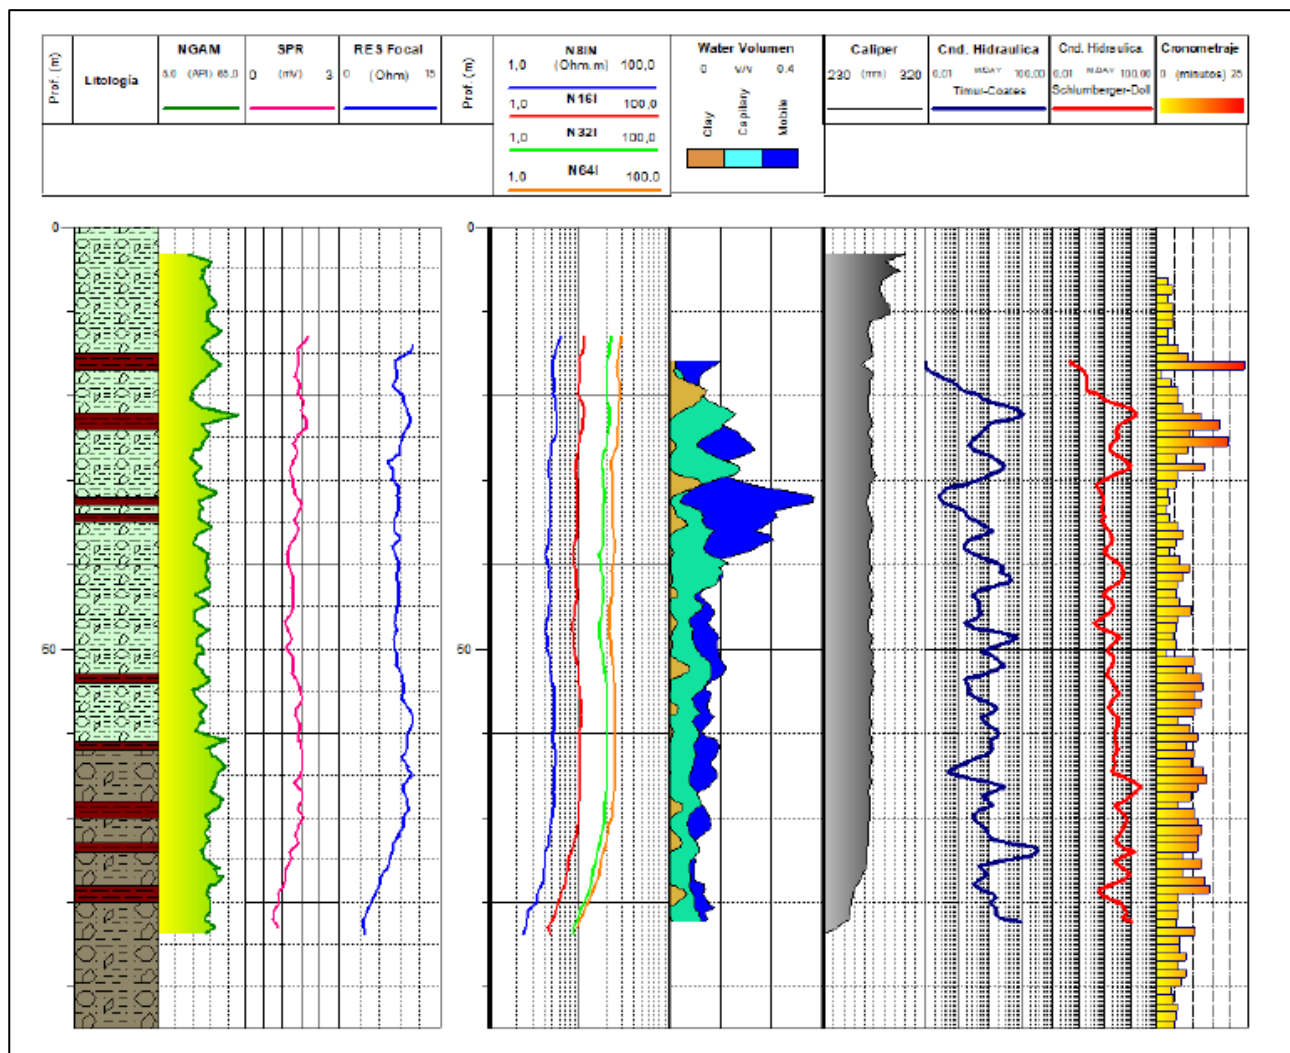 Prof. (m)
Litología
NGAM
5.0 (API) 65.0
SPR
0 (mV) 3
RES Focal
0 (Ohm) 15
Prof. (m)
N8IN
1,0 (Ohm.m) 100,0
N16I
1,0 100,0
N32I
1,0 100,0
N64I
1,0 100,0
Water Volumen
0 v/v 0.4
Clay
Capilary
Mobile
Caliper
230 (mm) 320
Cnd. Hidraulica
0.01 M/DAY 100.00
Timur-Coates
Cnd. Hidraulica
0.01 M/DAY 100.00
Schlumberger-Doll
Cronometraje
0 (minutos) 25
0
0
50
50